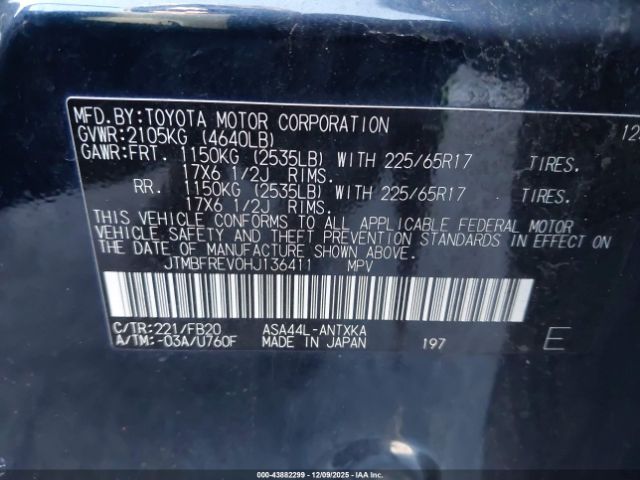 MFD.BY:TOYOTA MOTOR CORPORATION
GVWR:2105KG (4640LB)
GAWR:FRT. 1150KG (2535LB) WITH 225/65R17 TIRES.
17X6 1/2J RIMS.
RR. 1150KG (2535LB) WITH 225/65R17 TIRES.
17X6 1/2J RIMS.
THIS VEHICLE CONFORMS TO ALL APPLICABLE FEDERAL MOTOR
VEHICLE SAFETY AND THEFT PREVENTION STANDARDS IN EFFECT ON
THE DATE OF MANUFACTURE SHOWN ABOVE.
JTMBFREV0HJ136411 MPV
C/TR:221/FB20 ASA44L-ANTXKA
A/TM:-03A/U760F MADE IN JAPAN 197 E
000-43882299 - 12/09/2025 - IAA, Inc.